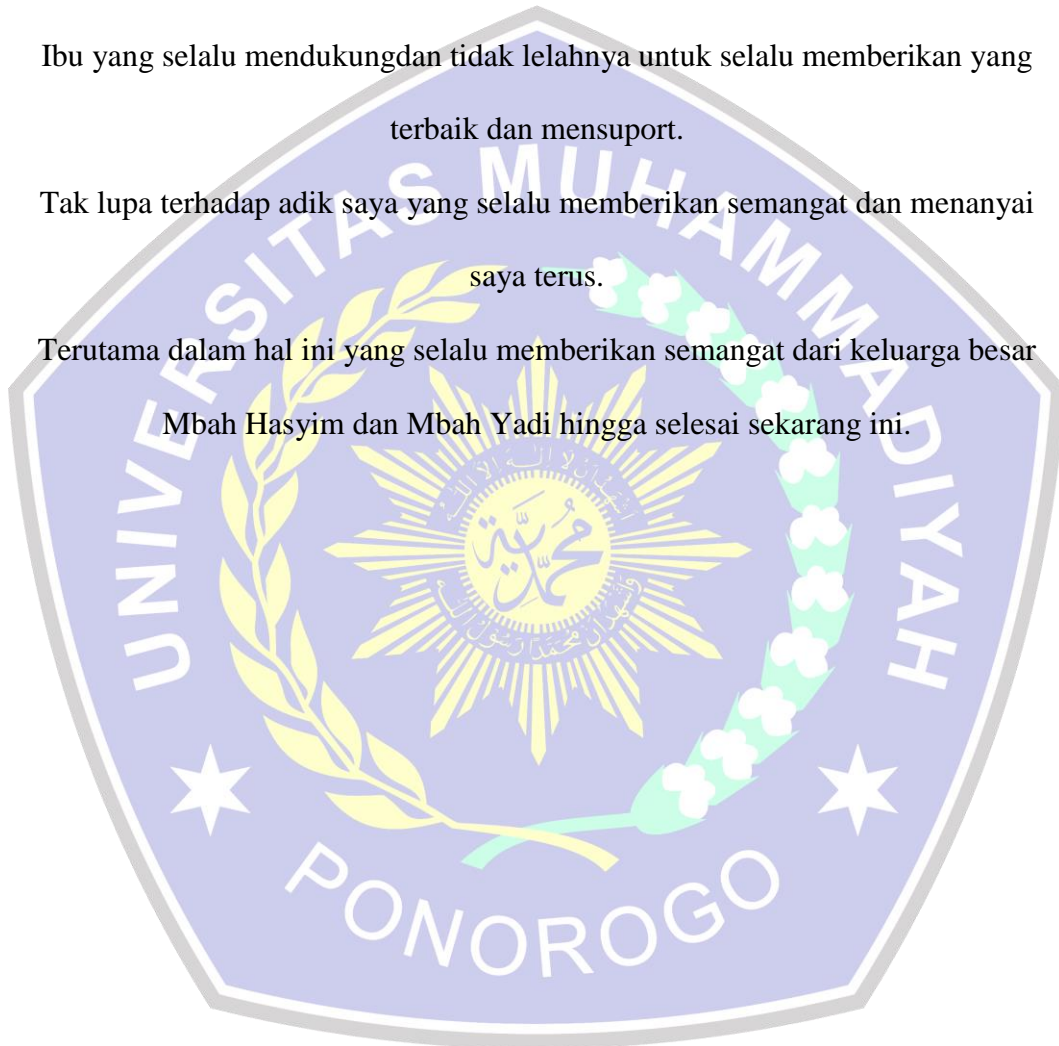 Ibu yang selalu mendukungdan tidak lelahnya untuk selalu memberikan yang
terbaik dan mensuport.
Tak lupa terhadap adik saya yang selalu memberikan semangat dan menanyai
saya terus.
Terutama dalam hal ini yang selalu memberikan semangat dari keluarga besar
Mbah Hasyim dan Mbah Yadi hingga selesai sekarang ini.
UNIVERSITAS MUHAMMADIYAH
محمدية
PONOROGO